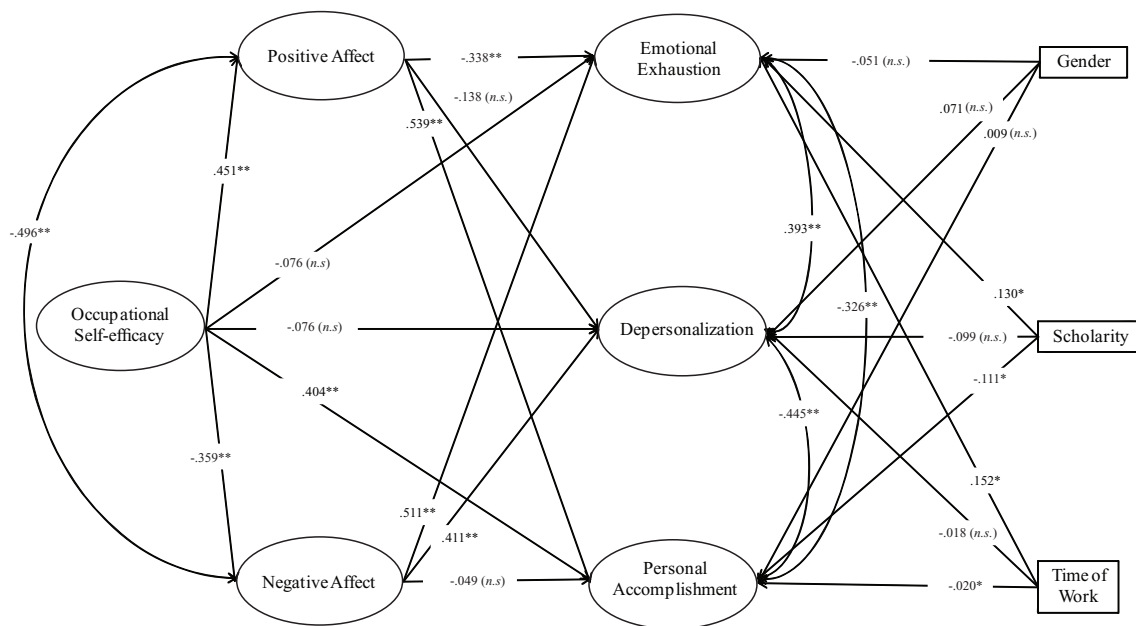 Positive Affect
-.338**
Emotional
Exhaustion
-.051 (n.s.)
Gender
-.138 (n.s.)
.071 (n.s.)
.539**
.009 (n.s.)
.451**
-.496**
.393**
-.076 (n.s)
.130*
-.326**
Occupational
Self-efficacy
-.076 (n.s)
Depersonalization
-.099 (n.s.)
Scholarity
-.111*
.404**
-.445**
-.359**
.152*
.511**
-.018 (n.s.)
.411**
Negative Affect
-.049 (n.s)
Personal
Accomplishment
-.020*
Time of
Work